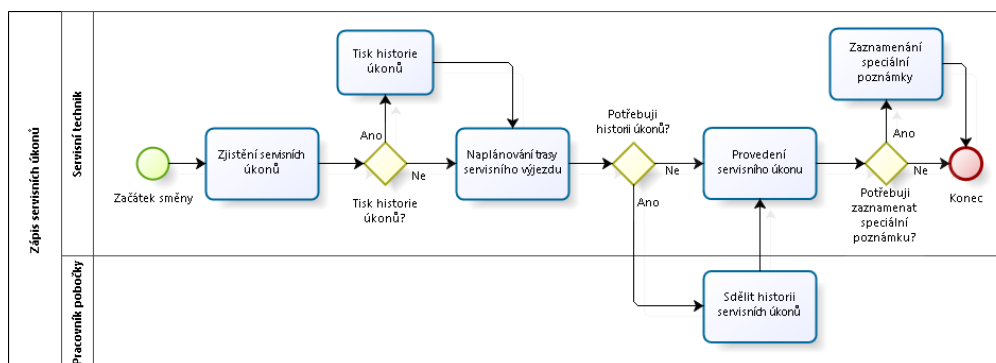 Zápis servisních úkonů
Servisní technik
Začátek směny
Zjištění servisních
úkonů
Tisk historie
úkonů
Ano
Ne
Tisk historie
úkonů?
Naplánování trasy
servisního výjezdu
Potřebuji
historii úkonů?
Ne
Ano
Provedení
servisního úkonu
Zaznamenání
speciální
poznámky
Ano
Ne
Potřebuji
zaznamenat
speciální
poznámku?
Konec
Pracovník pobočky
Sdělit historii
servisních úkonů